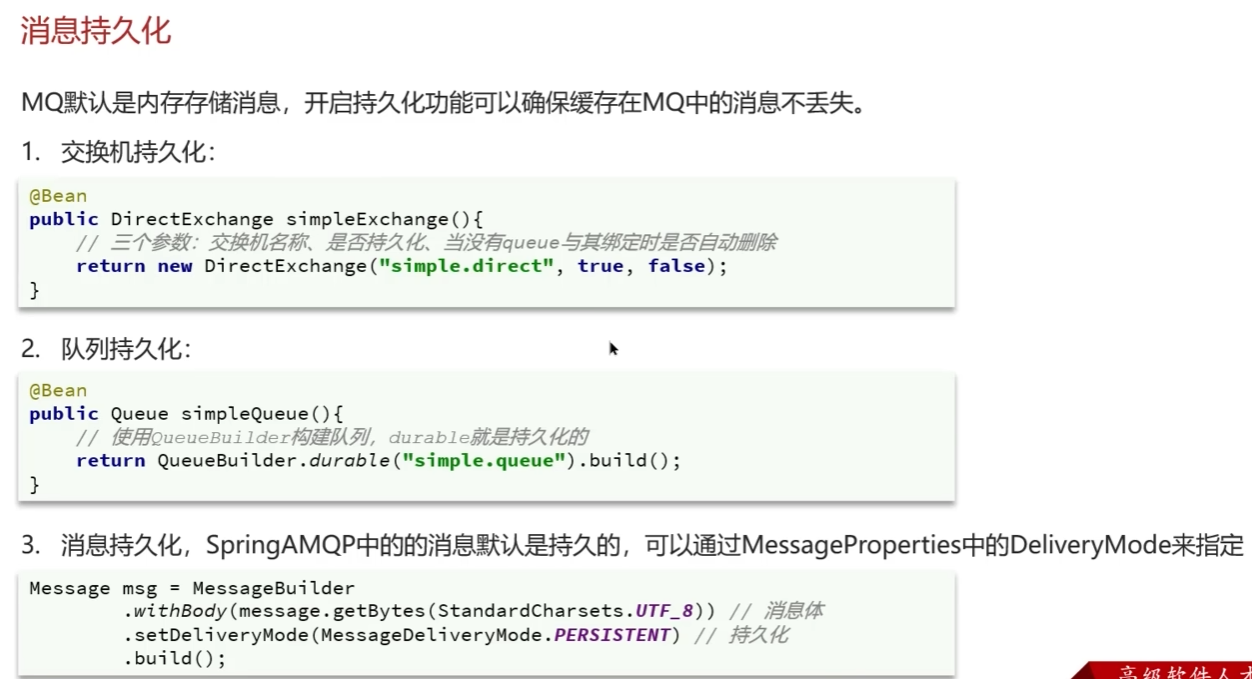 消息持久化
MQ默认是内存存储消息，开启持久化功能可以确保缓存在MQ中的消息不丢失。
1. 交换机持久化：
@Bean
public DirectExchange simpleExchange(){
// 三个参数：交换机名称、是否持久化、当没有queue与其绑定时是否自动删除
return new DirectExchange("simple.direct", true, false);
}
2. 队列持久化：
@Bean
public Queue simpleQueue(){
// 使用QueueBuilder构建队列，durable就是持久化的
return QueueBuilder.durable("simple.queue").build();
}
3. 消息持久化，SpringAMQP中的的消息默认是持久的，可以通过MessageProperties中的DeliveryMode来指定
Message msg = MessageBuilder
.withBody(message.getBytes(StandardCharsets.UTF_8)) // 消息体
.setDeliveryMode(MessageDeliveryMode.PERSISTENT) // 持久化
.build();
高级软件人才